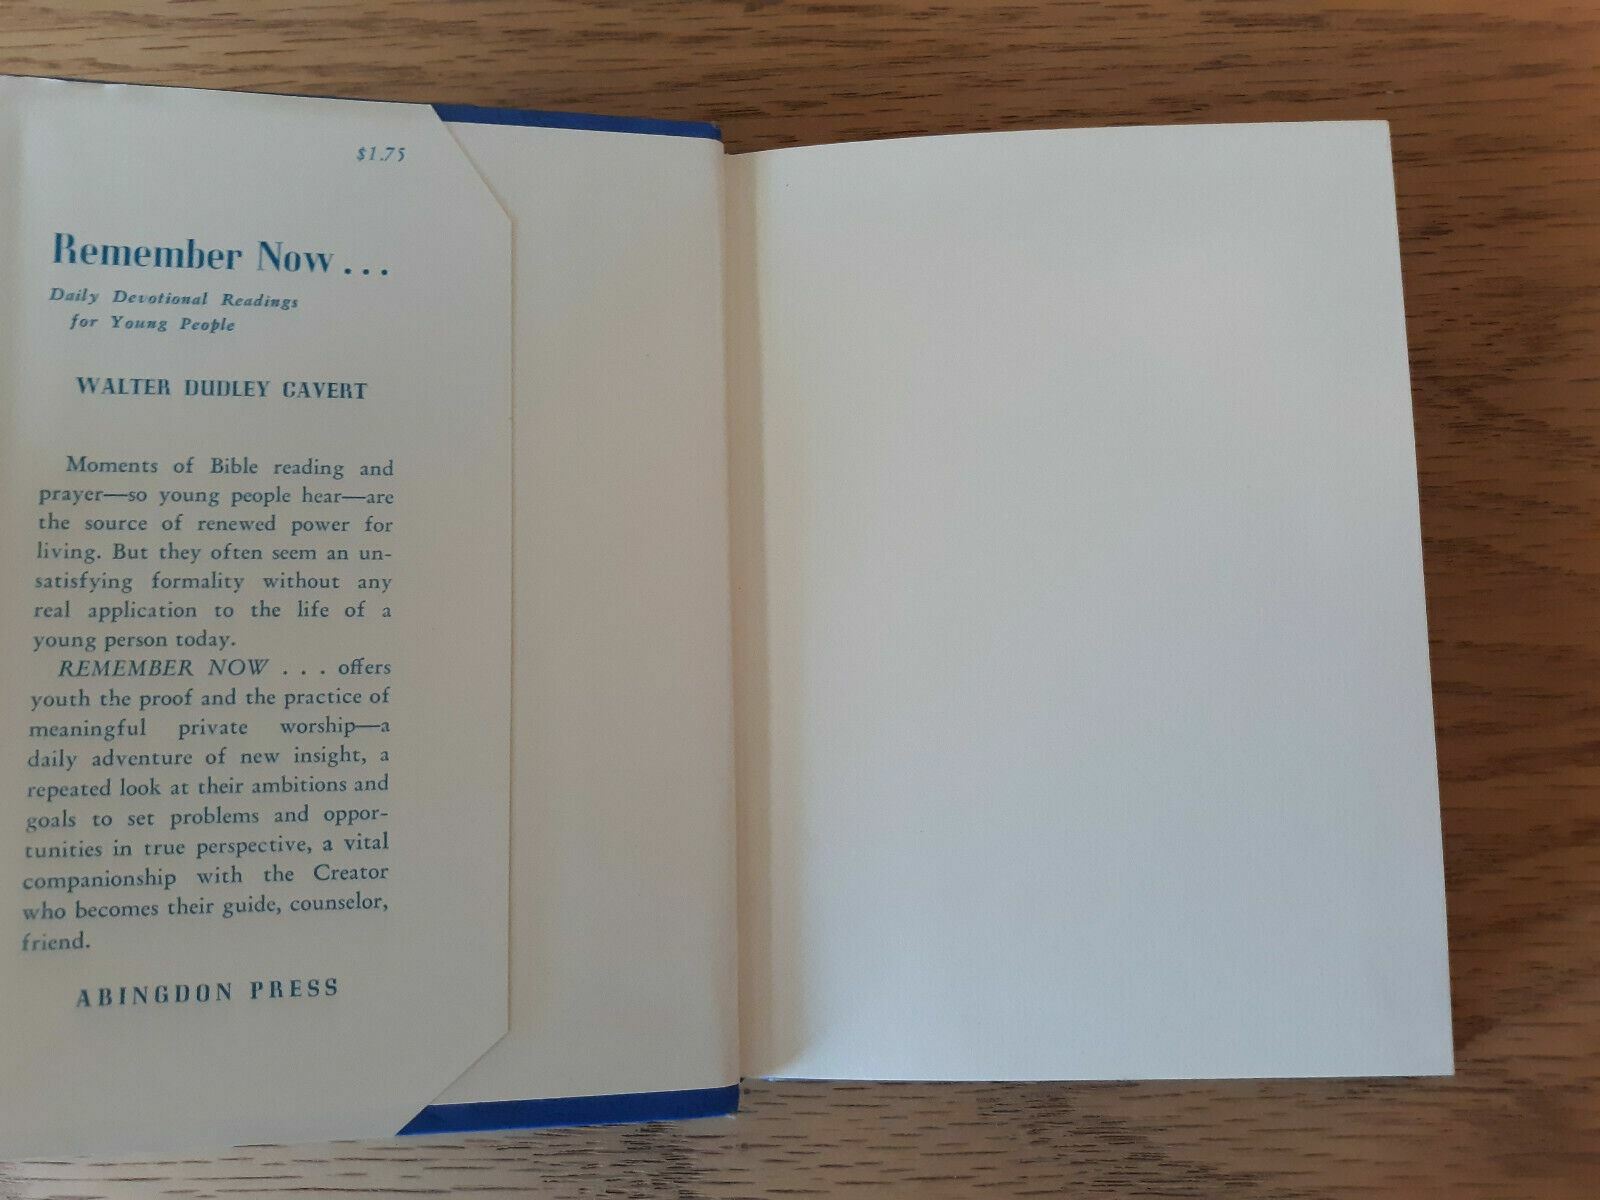 $1.75
Remember Now...
Daily Devotional Readings
for Young People
WALTER DUDLEY CAVERT
Moments of Bible reading and
prayer—so young people hear—are
the source of renewed power for
living. But they often seem an un-
satisfying formality without any
real application to the life of a
young person today.
REMEMBER NOW . . . offers
youth the proof and the practice of
meaningful private worship—a
daily adventure of new insight, a
repeated look at their ambitions and
goals to set problems and oppor-
tunities in true perspective, a vital
companionship with the Creator
who becomes their guide, counselor,
friend.
ABINGDON PRESS